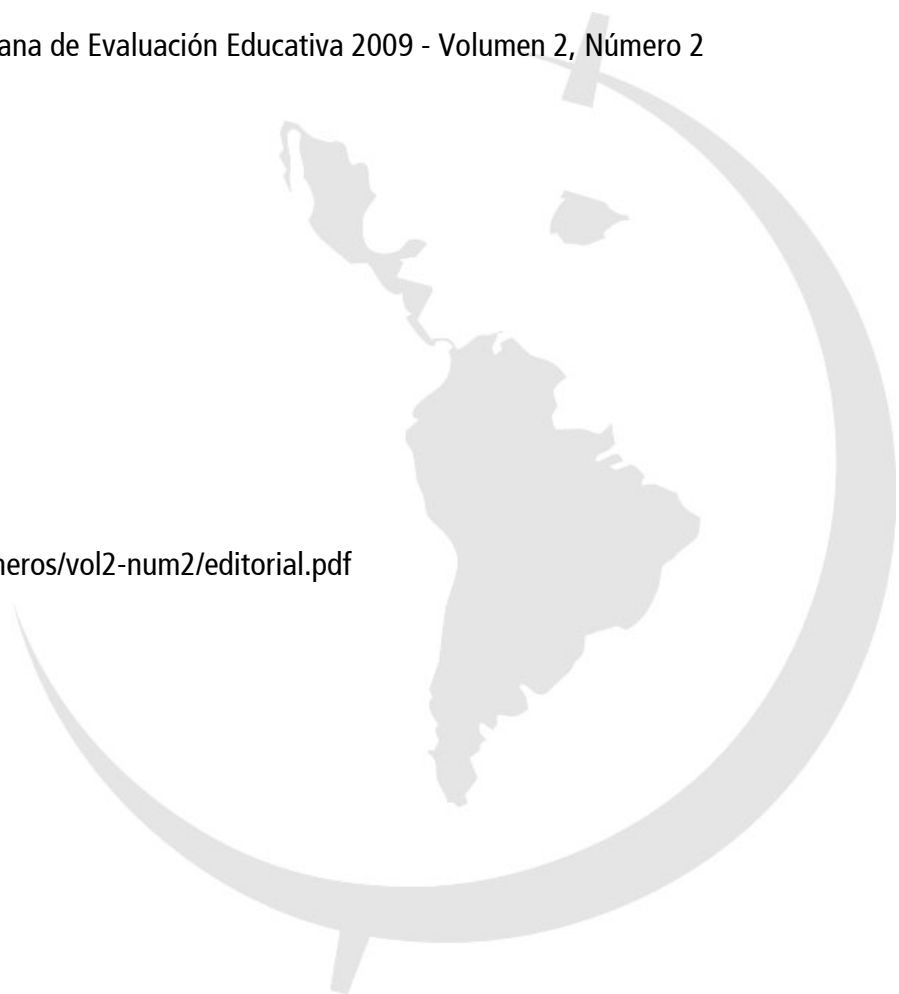 ana de Evaluación Educativa 2009 - Volumen 2, Número 2
neros/vol2-num2/editorial.pdf